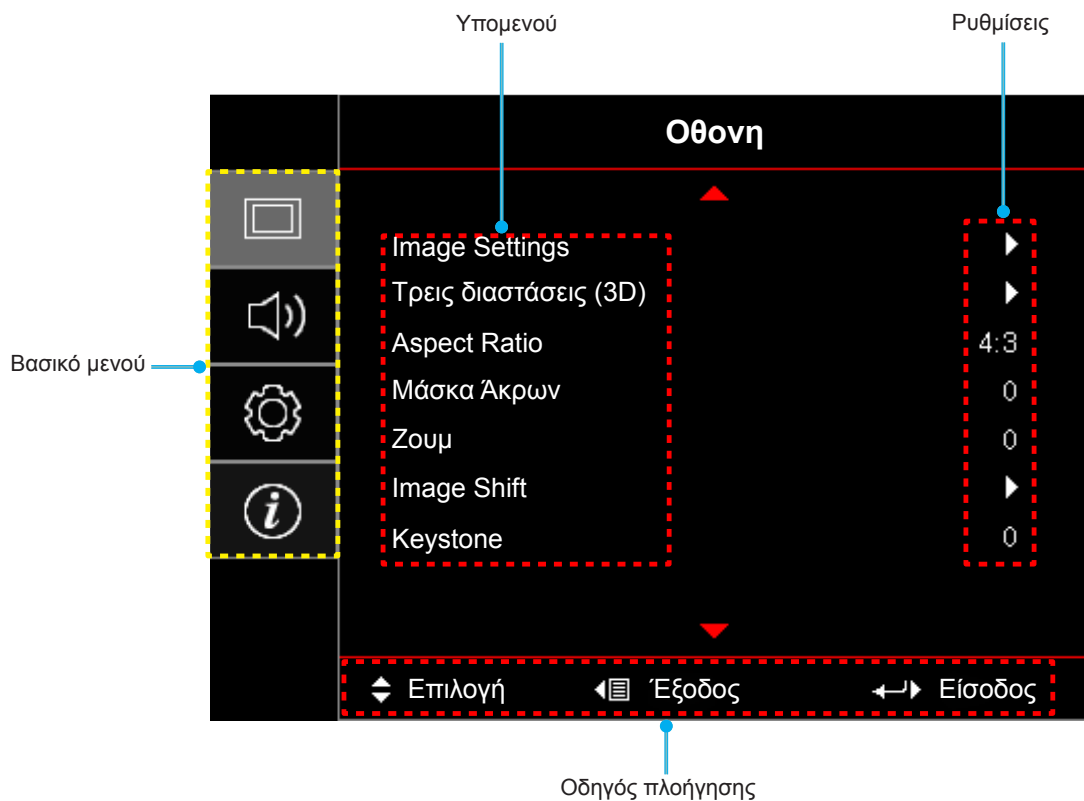 Υπομενού
Ρυθμίσεις
Οθονη
Image Settings
Τρεις διαστάσεις (3D)
Aspect Ratio 4:3
Βασικό μενού
Μάσκα Άκρων 0
Ζουμ 0
Image Shift
Keystone 0
Επιλογή Έξοδος Είσοδος
Οδηγός πλοήγησης